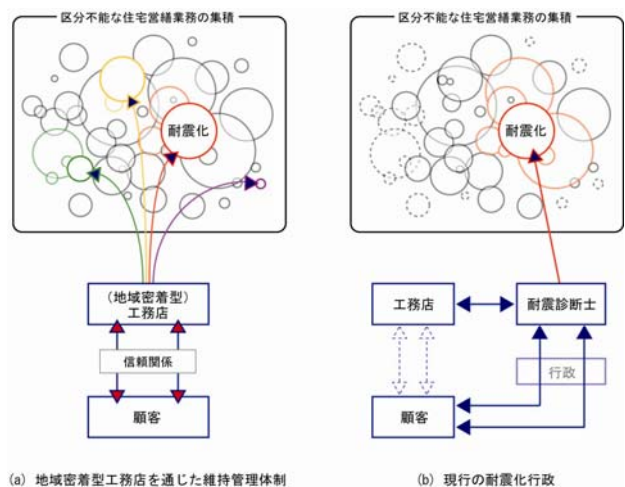 区分不能な住宅営繕業務の集積
耐震化
（地域密着型）
工務店
信頼関係
顧客
(a) 地域密着型工務店を通じた維持管理体制
区分不能な住宅営繕業務の集積
耐震化
工務店
耐震診断士
行政
顧客
(b) 現行の耐震化行政